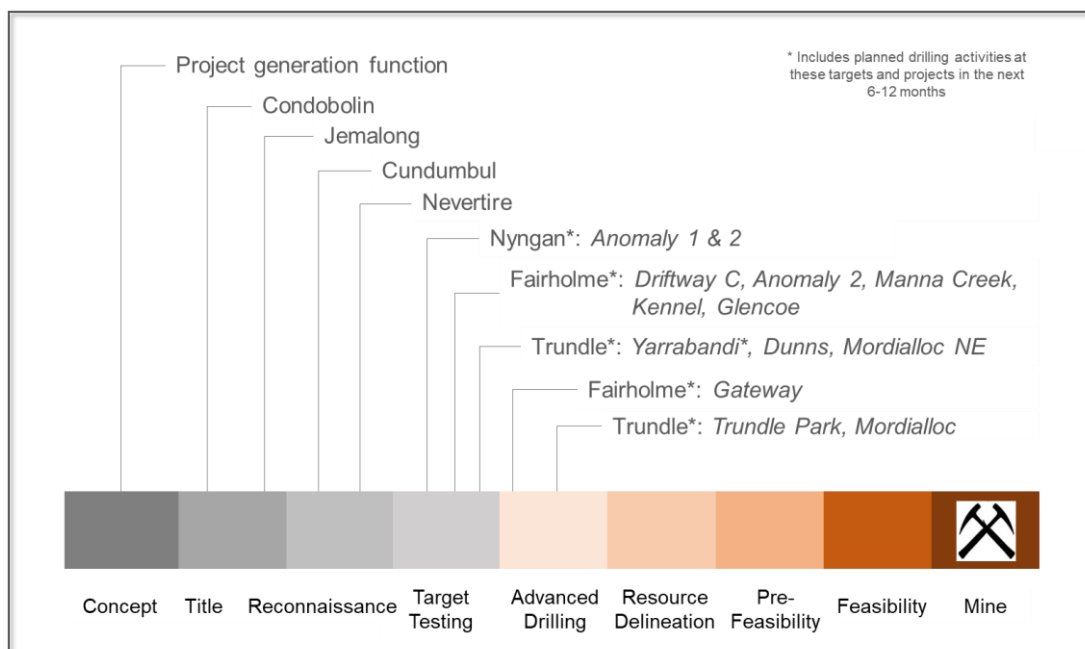 * Includes planned drilling activities at
these targets and projects in the next
6-12 months
Project generation function
Condobolin
Jemalong
Cundumbul
Nevertire
Nyngan*: Anomaly 1 & 2
Fairholme*: Driftway C, Anomaly 2, Manna Creek,
Kennel, Glencoe
Trundle*: Yarrabandi*, Dunns, Mordialloc NE
Fairholme*: Gateway
Trundle*: Trundle Park, Mordialloc
Concept
Title
Reconnaissance
Target
Testing
Advanced
Drilling
Resource
Delineation
Pre-
Feasibility
Feasibility
Mine